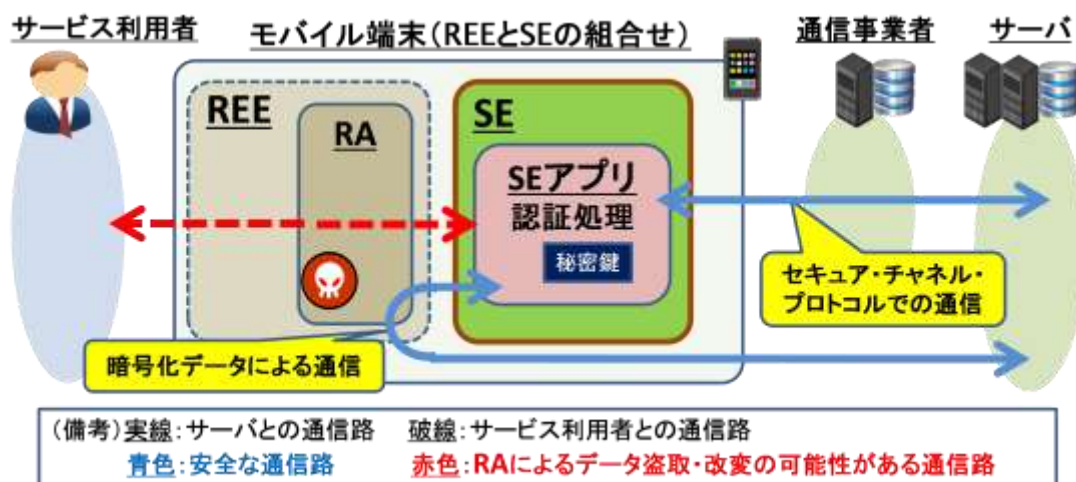 サービス利用者
モバイル端末(REEとSEの組合せ)
通信事業者
サーバ
REE
RA
SE
SEアプリ
認証処理
秘密鍵
セキュア・チャネル・
プロトコルでの通信
暗号化データによる通信
(備考)実線:サーバとの通信路 破線:サービス利用者との通信路
青色:安全な通信路 赤色:RAによるデータ盗取・改変の可能性がある通信路